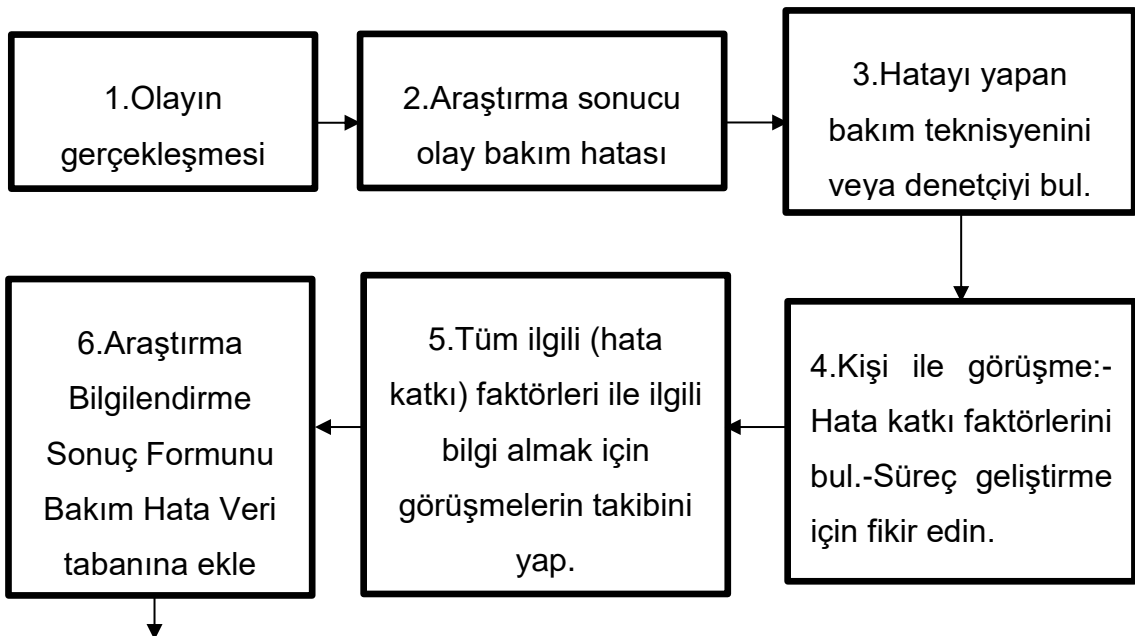 1.Olayın
gerçekleşmesi
2.Araştırma sonucu
olay bakım hatası
3.Hatayı yapan
bakım teknisyenini
veya denetçiyi bul.
4.Kişi ile görüşme:-
Hata katkı faktörlerini
bul.-Süreç geliştirme
için fikir edin.
5.Tüm ilgili (hata
katkı) faktörleri ile ilgili
bilgi almak için
görüşmelerin takibini
yap.
6.Araştırma
Bilgilendirme
Sonuç Formunu
Bakım Hata Veri
tabanına ekle